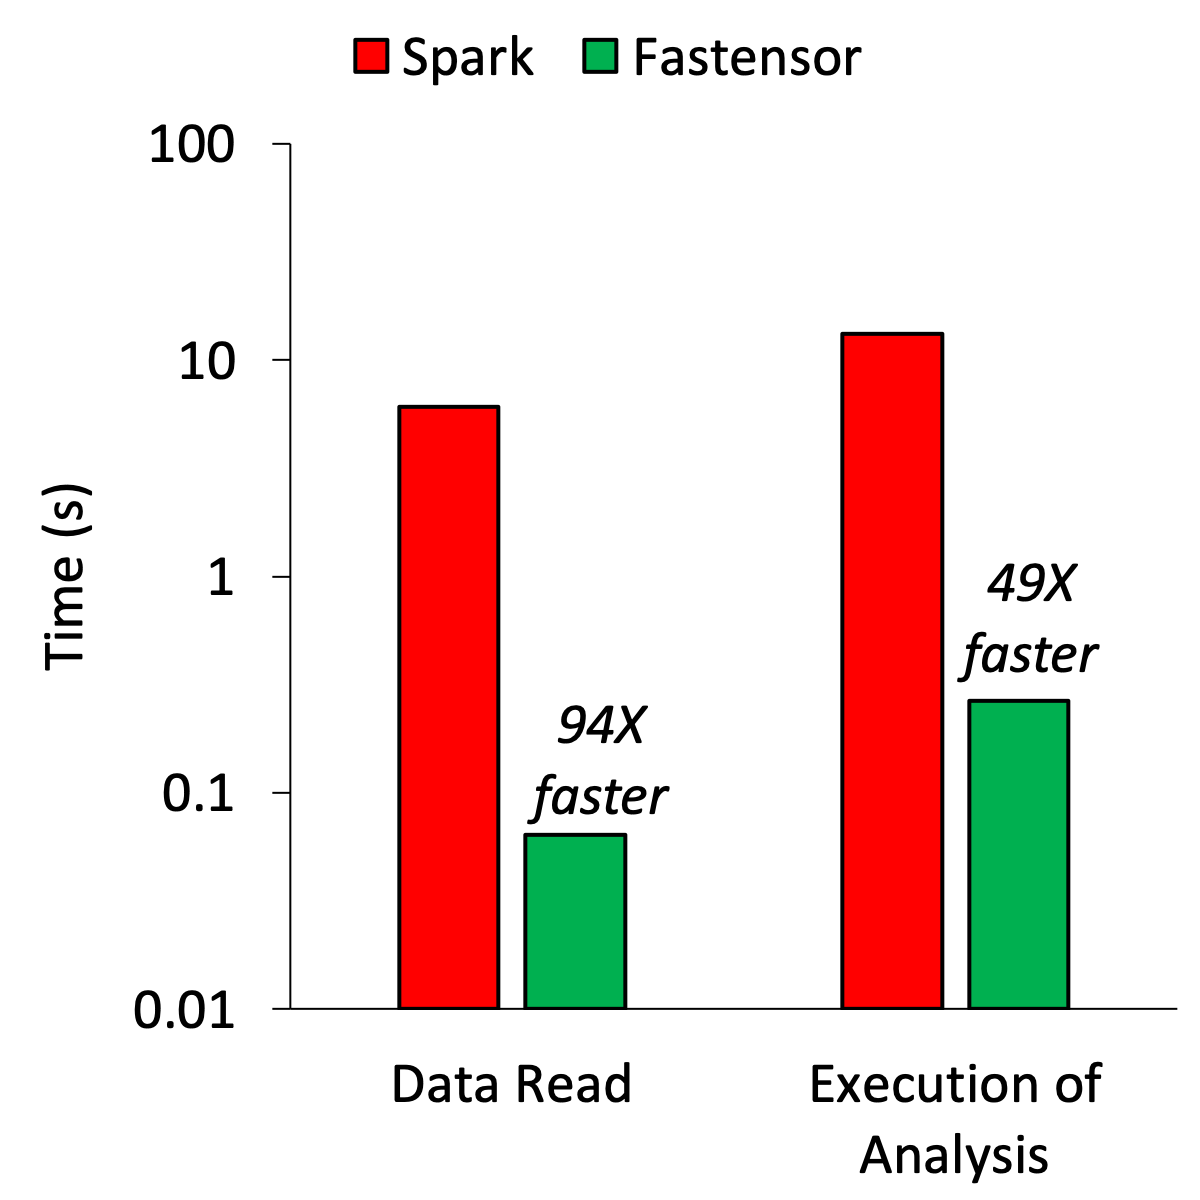 Spark Fastensor
100
10
1
0.1
0.01
Time (s)
94X
faster
49X
faster
Data Read
Execution of
Analysis